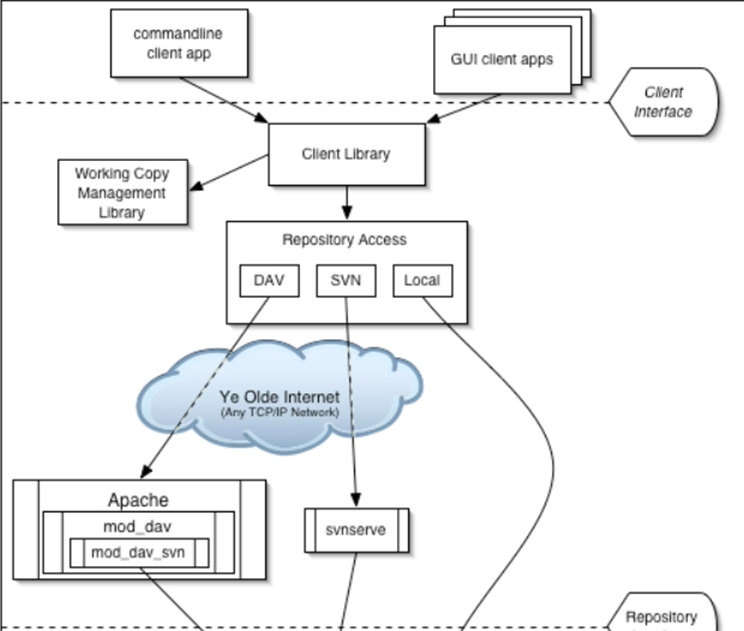 commandline
client app
GUI client apps
Client
Interface
Client Library
Working Copy
Management
Library
Repository Access
DAV
SVN
Local
Ye Olde Internet
(Any TCP/IP Network)
Apache
mod_dav
mod_dav_svn
svnserve
Repository